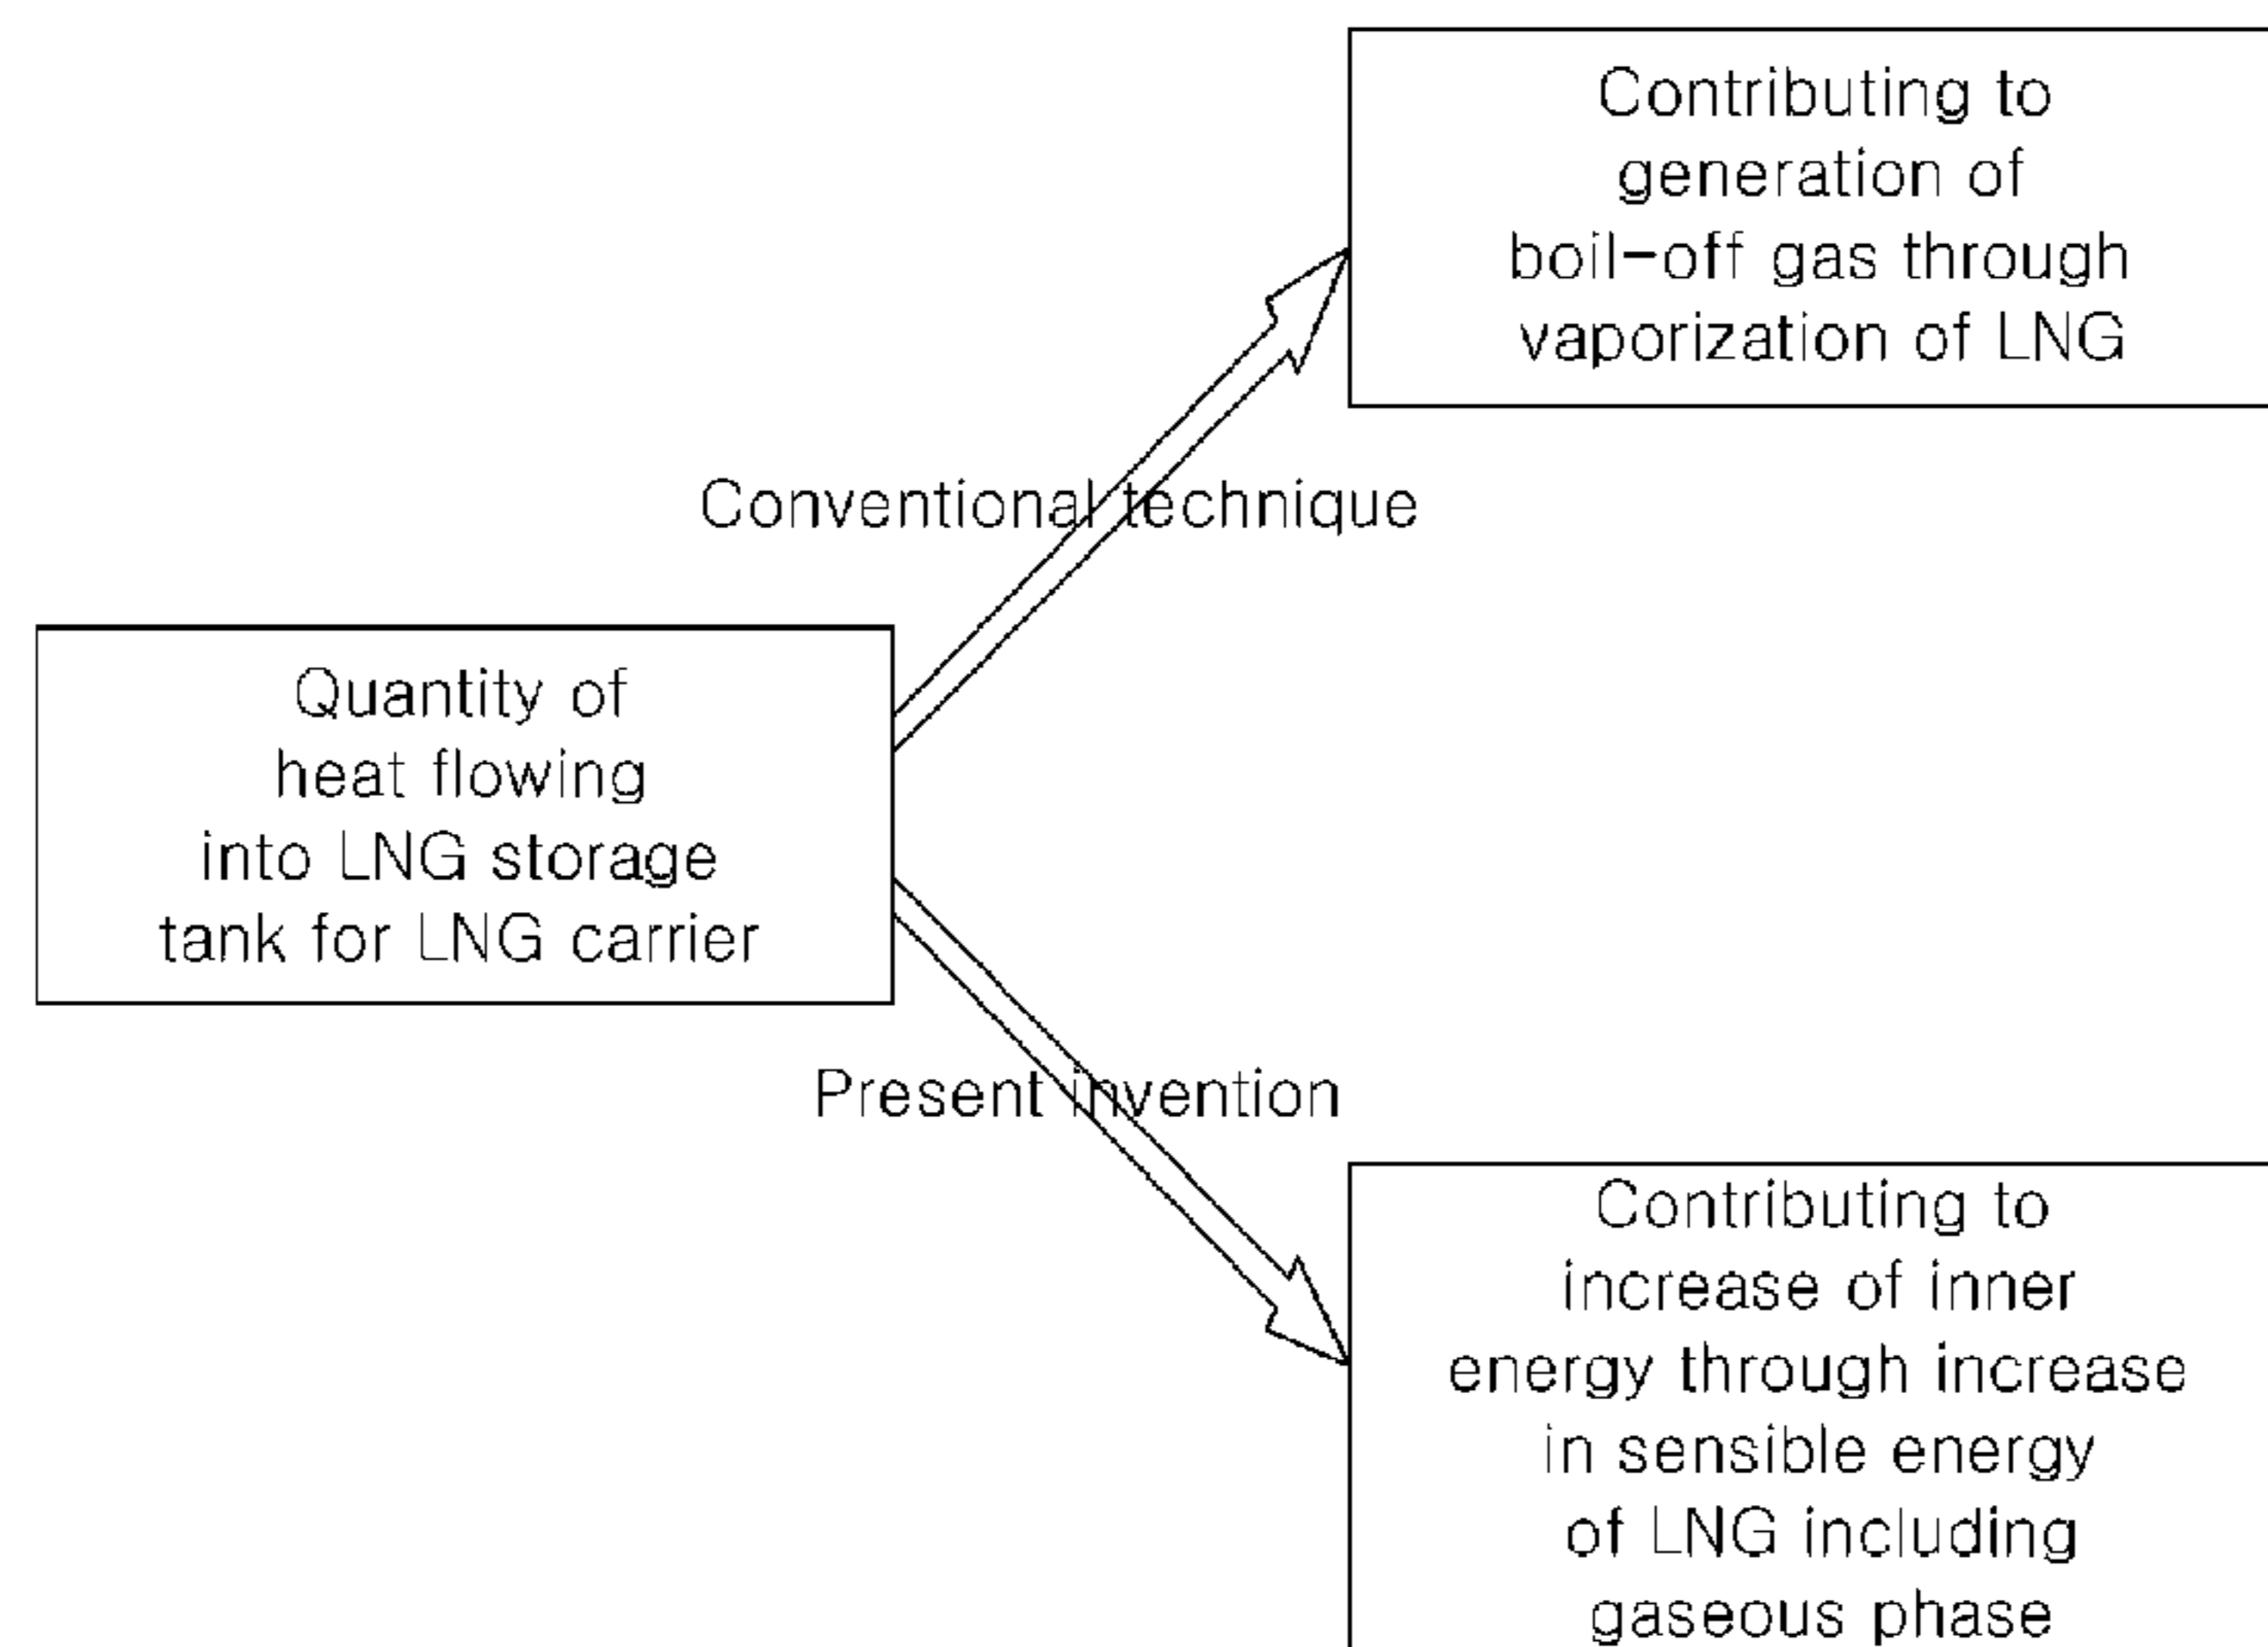 Contributing to
generation of
boil-off gas through
vaporization of LNG
Conventional technique
Quantity of
heat flowing
into LNG storage
tank for LNG carrier
Present invention
Contributing to
increase of inner
energy through increase
in sensible energy
of LNG including
gaseous phase